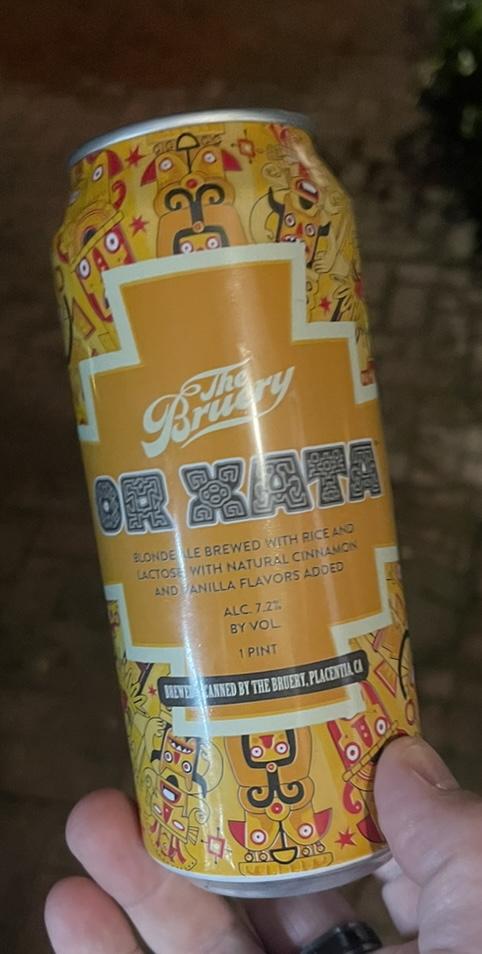 The
Bruery
OR XATA
BLONDE ALE BREWED WITH RICE AND
LACTOSE WITH NATURAL CINNAMON
AND VANILLA FLAVORS ADDED
ALC. 7.2%
BY VOL.
1 PINT
BREWED CANNED BY THE BRUERY, PLACENTIA, CA